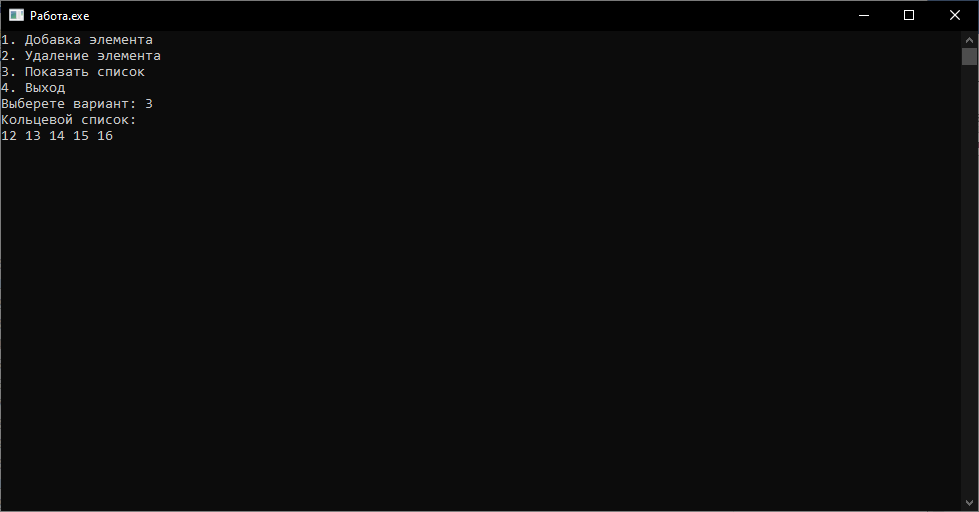 Работа.exe
1. Добавка элемента
2. Удаление элемента
3. Показать список
4. Выход
Выберете вариант: 3
Кольцевой список:
12 13 14 15 16